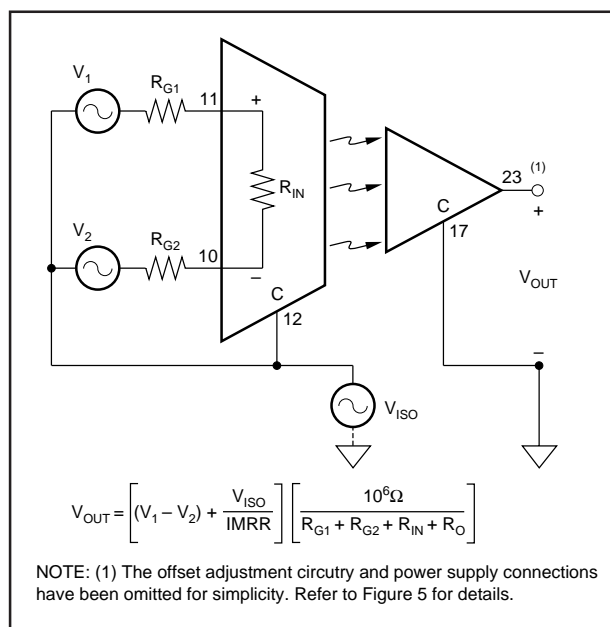 V1
RG1
11
+
RIN
V2
RG2
10
−
C
12
VISO
C
17
23
(1)
+
VOUT
−
VOUT = [(V1 – V2) + VISO/IMRR] [10⁶Ω/(RG1 + RG2 + RIN + RO)]
NOTE: (1) The offset adjustment circutry and power supply connections
have been omitted for simplicity. Refer to Figure 5 for details.